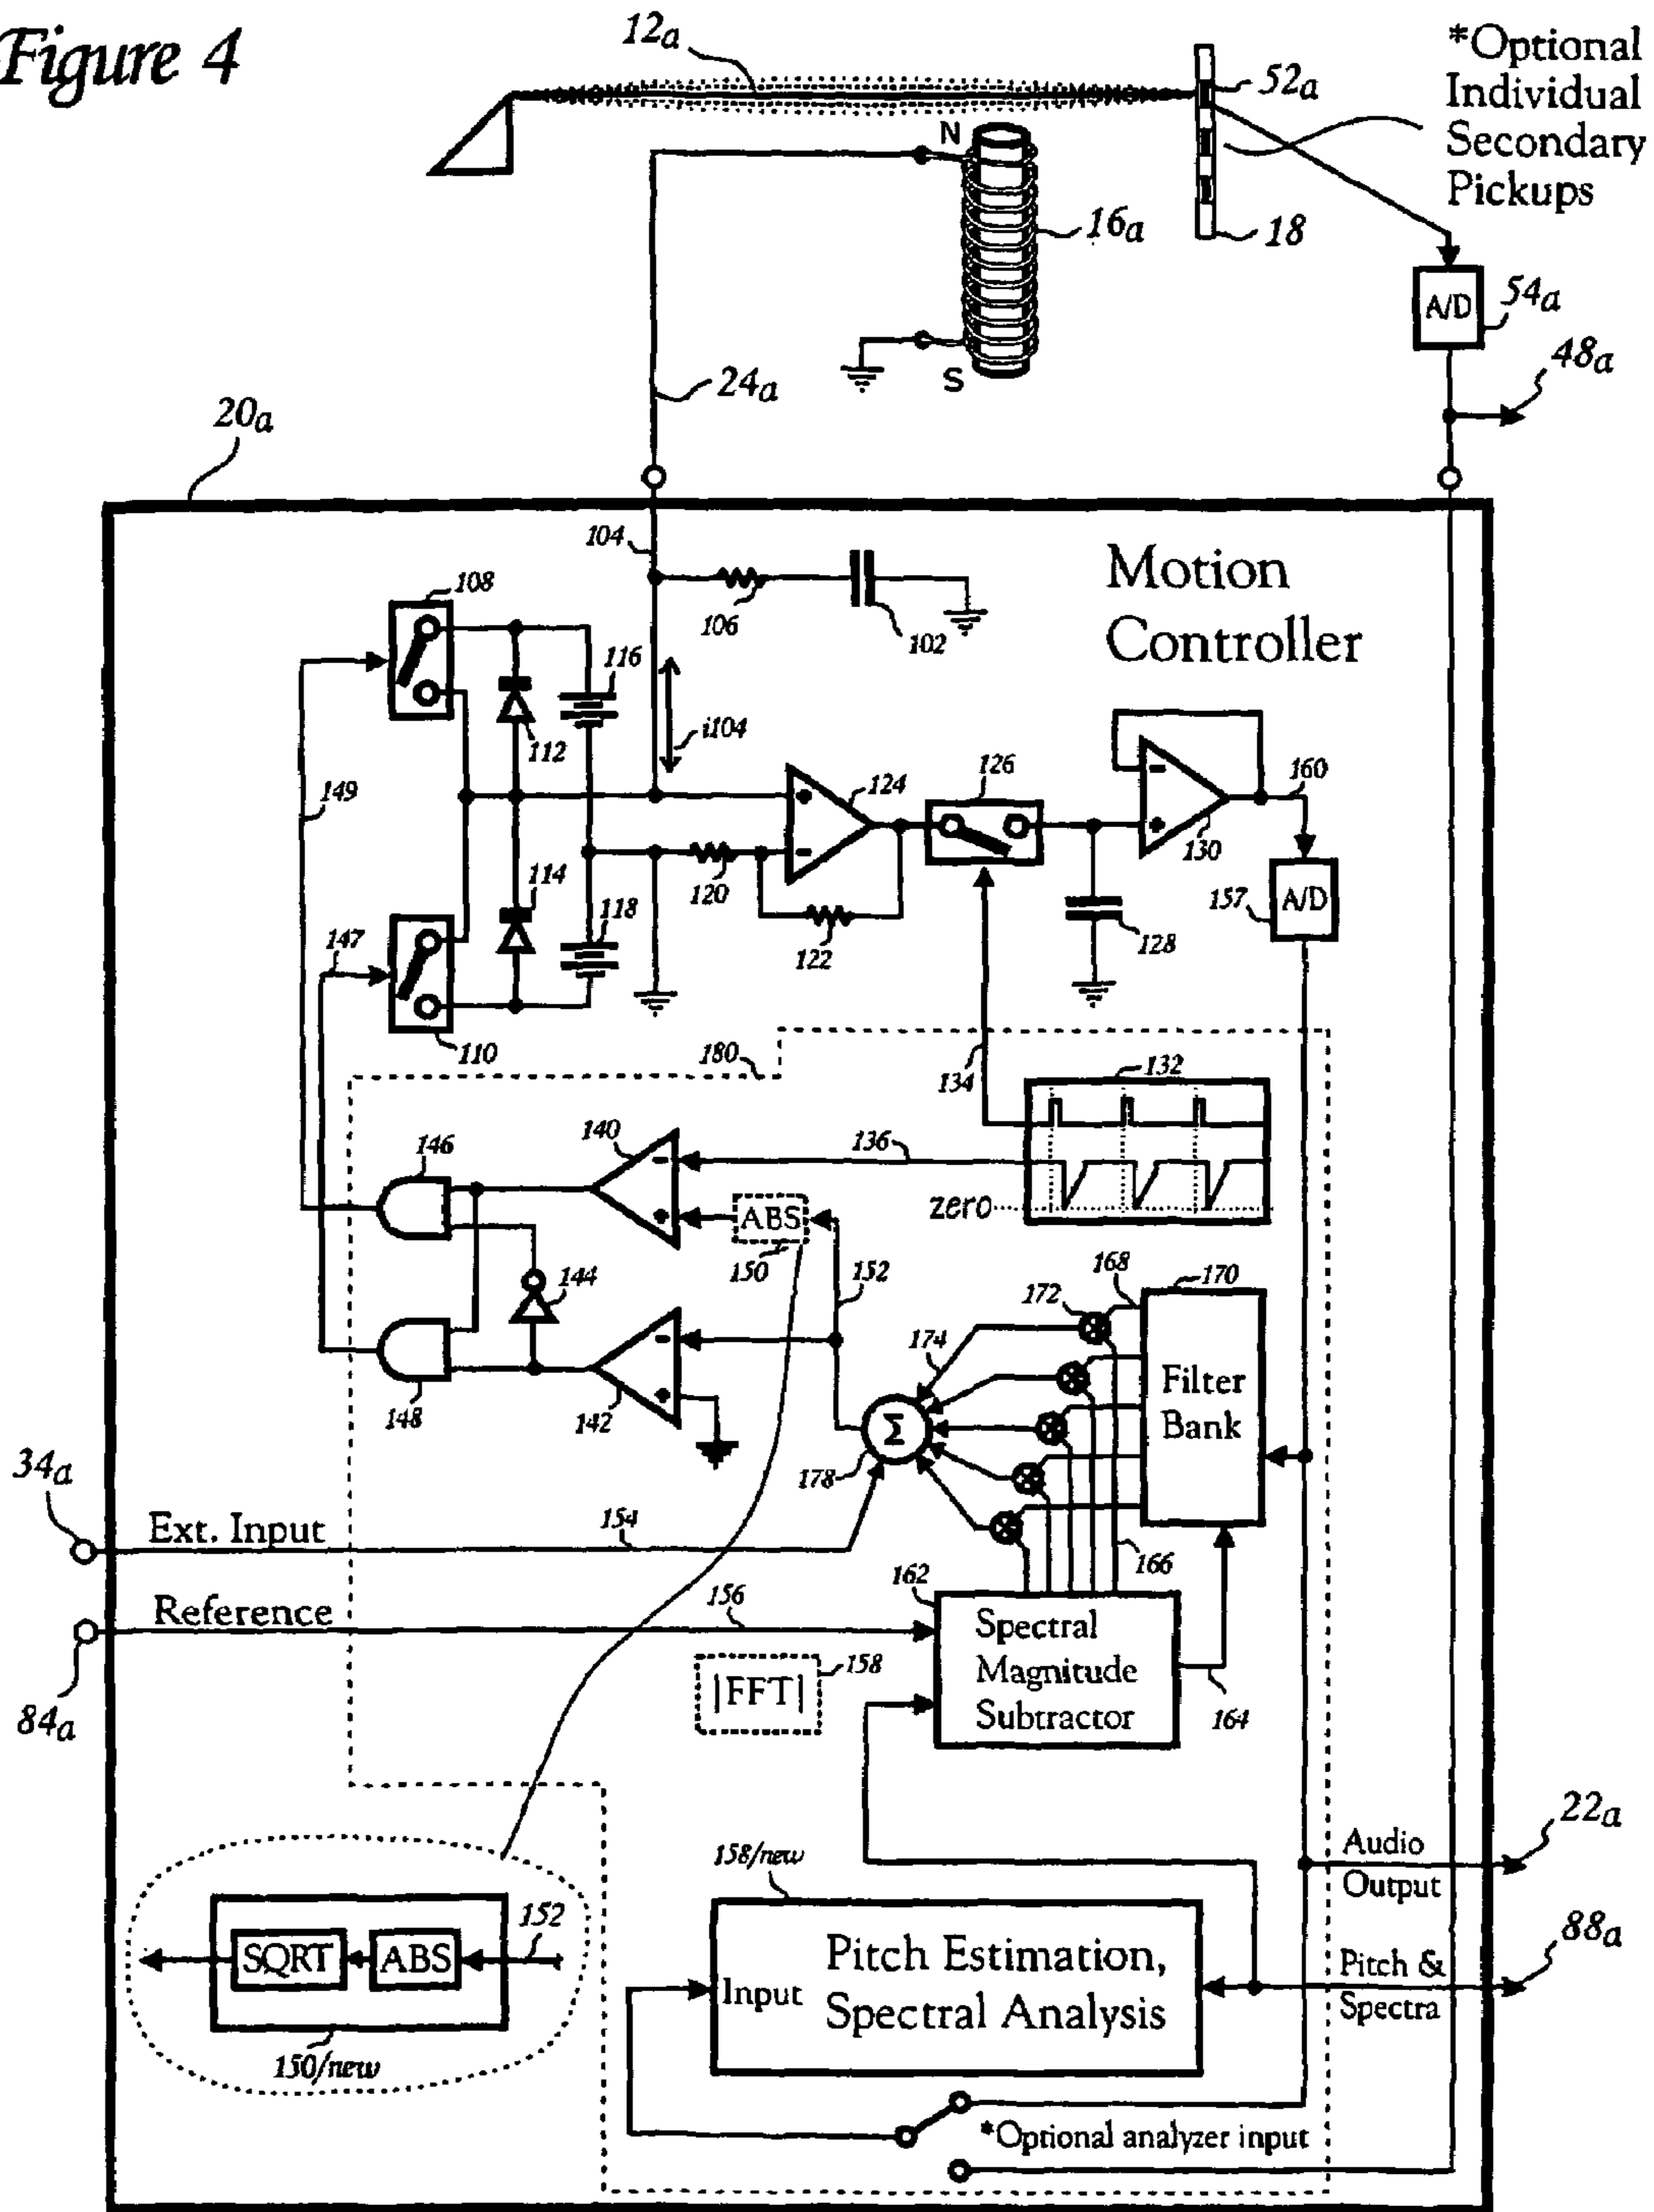 Figure 4
12a
52a
*Optional
Individual
Secondary
Pickups
N
16a
18
S
24a
A/D
54a
48a
20a
104
Motion
Controller
108
106
102
116
i104
112
149
124
126
160
130
120
114
118
122
128
157
A/D
147
110
180
134
132
146
140
136
zero
ABS
150
152
144
168
170
172
174
Filter
Bank
148
142
Σ
178
34a
Ext. Input
154
166
162
Reference
156
Spectral
Magnitude
Subtractor
|FFT|
158
164
84a
22a
Audio
Output
158/new
88a
152
SQRT
ABS
Pitch Estimation,
Spectral Analysis
Input
Pitch &
Spectra
150/new
*Optional analyzer input